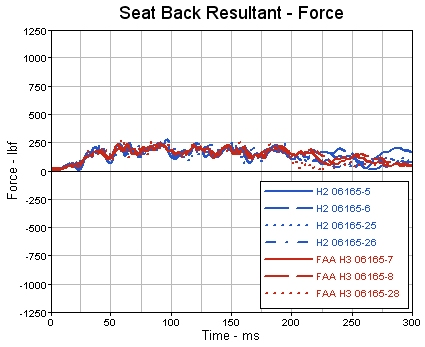 Seat Back Resultant - Force
Force - lbf
1250
1000
750
500
250
0
-250
-500
-750
-1000
-1250
0 50 100 150 200 250 300
Time - ms
H2 06165-5
H2 06165-6
H2 06165-25
H2 06165-26
FAA H3 06165-7
FAA H3 06165-8
FAA H3 06165-28